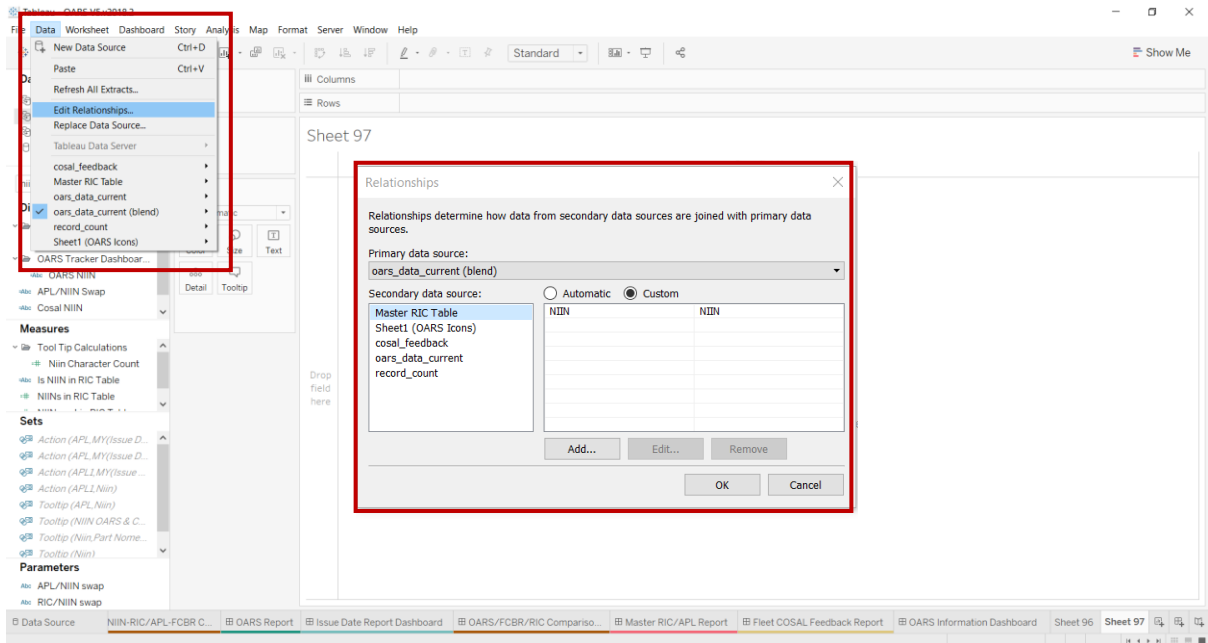 Tableau - OARS V5 v2018.2
File Data Worksheet Dashboard Story Analysis Map Format Server Window Help
New Data Source Ctrl+D
Paste Ctrl+V
Refresh All Extracts...
Edit Relationships...
Replace Data Source...
Tableau Data Server
cosal_feedback
Master RIC Table
oars_data_current
oars_data_current (blend)
record_count
Sheet1 (OARS Icons)
Standard
Show Me
Columns
Rows
Sheet 97
Text
Detail Tooltip
OARS Tracker Dashboar...
OARS NIIN
APL/NIIN Swap
Cosal NIIN
Measures
Tool Tip Calculations
Niin Character Count
Is NIIN in RIC Table
NIINs in RIC Table
Sets
Action (APL,MY(Issue D...
Action (APL,MY(Issue D...
Action (APLI,MY(Issue ...
Action (APLI,Niin)
Tooltip (APL,Niin)
Tooltip (NIIN OARS & C...
Tooltip (Niin,Part Nome...
Tooltip (Niin)
Parameters
APL/NIIN swap
RIC/NIIN swap
Drop
field
here
Relationships
Relationships determine how data from secondary data sources are joined with primary data
sources.
Primary data source:
oars_data_current (blend)
Secondary data source: Automatic Custom
Master RIC Table
Sheet1 (OARS Icons)
cosal_feedback
oars_data_current
record_count
NIIN NIIN
Add... Edit... Remove
OK Cancel
Data Source NIIN-RIC/APL-FCBR C... OARS Report Issue Date Report Dashboard OARS/FCBR/RIC Compariso... Master RIC/APL Report Fleet COSAL Feedback Report OARS Information Dashboard Sheet 96 Sheet 97